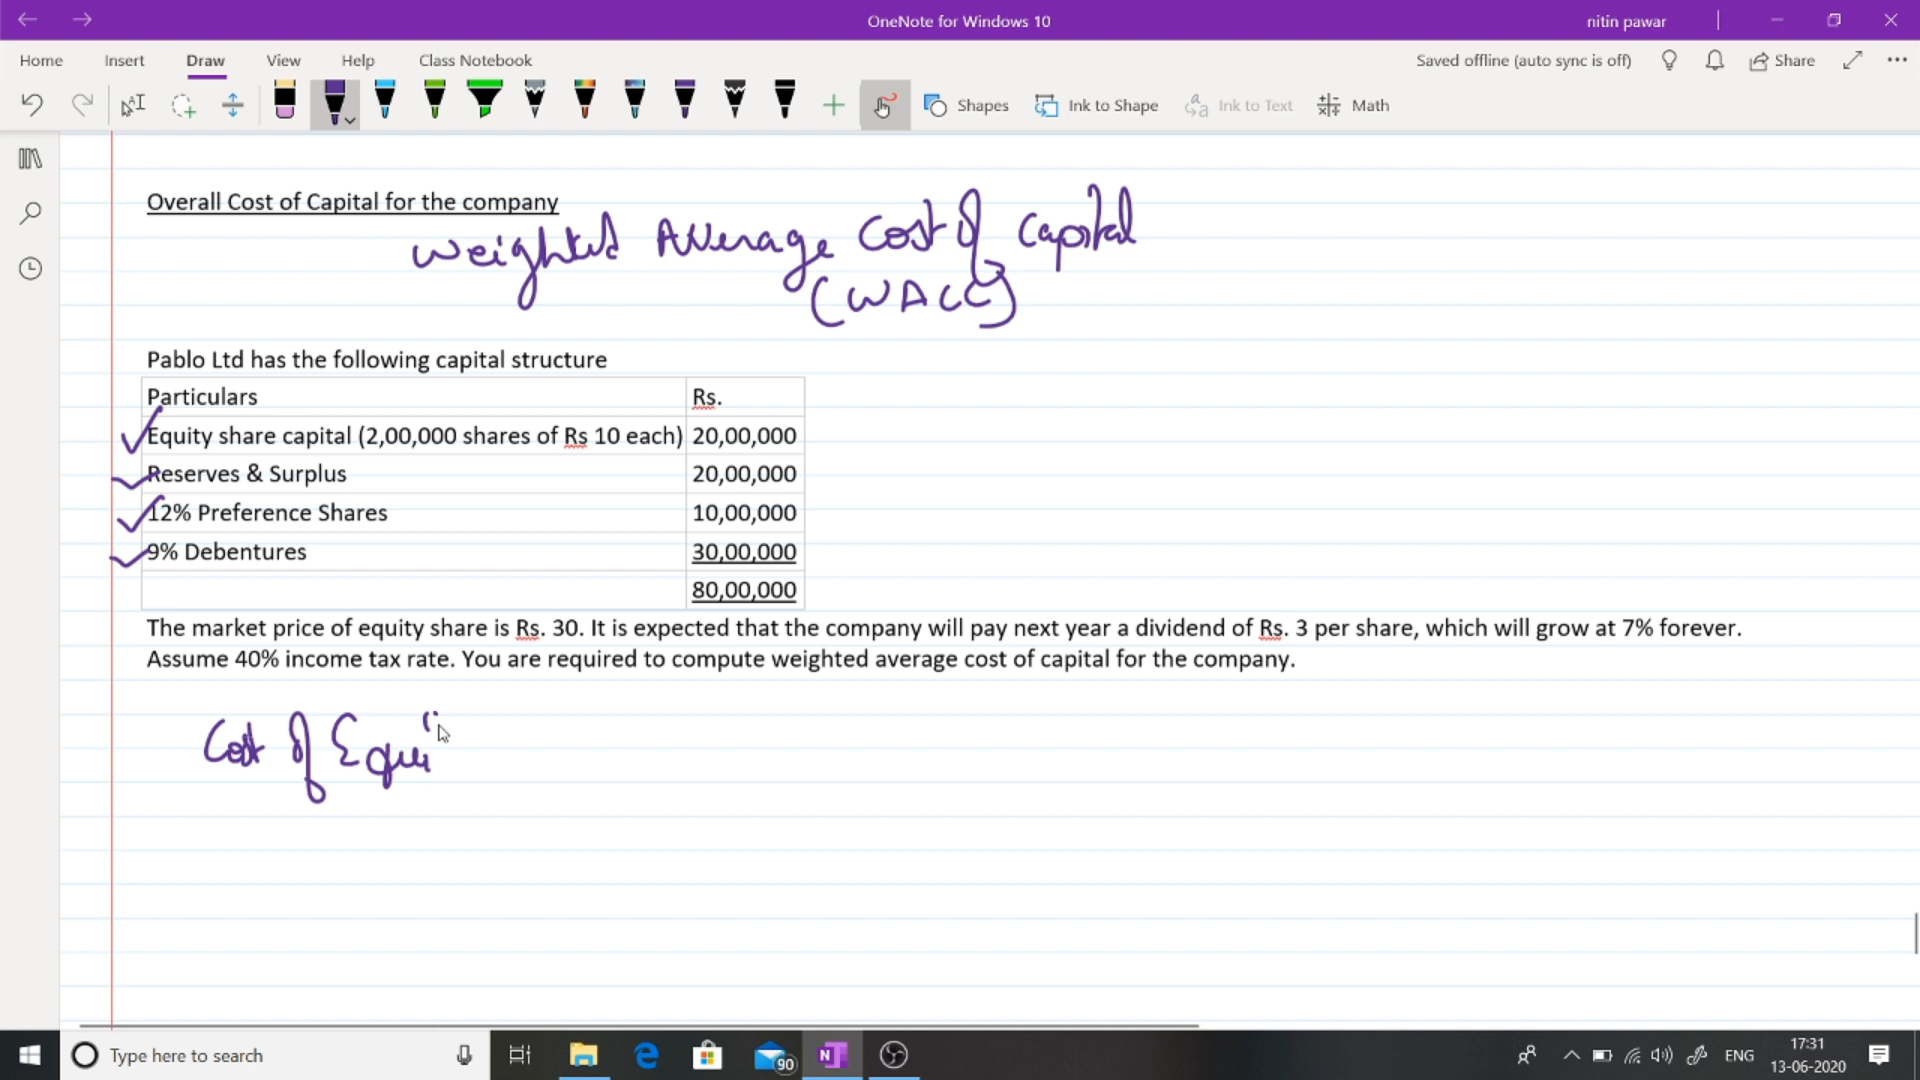 OneNote for Windows 10
nitin pawar
Home Insert Draw View Help Class Notebook
Saved offline (auto sync is off) Share
Shapes Ink to Shape Ink to Text Math
Overall Cost of Capital for the company
Weighted Average Cost of Capital
(WACC)
Pablo Ltd has the following capital structure
Particulars Rs.
Equity share capital (2,00,000 shares of Rs 10 each) 20,00,000
Reserves & Surplus 20,00,000
12% Preference Shares 10,00,000
9% Debentures 30,00,000
80,00,000
The market price of equity share is Rs. 30. It is expected that the company will pay next year a dividend of Rs. 3 per share, which will grow at 7% forever.
Assume 40% income tax rate. You are required to compute weighted average cost of capital for the company.
Cost of Equi
Type here to search
90
ENG
17:31
13-06-2020